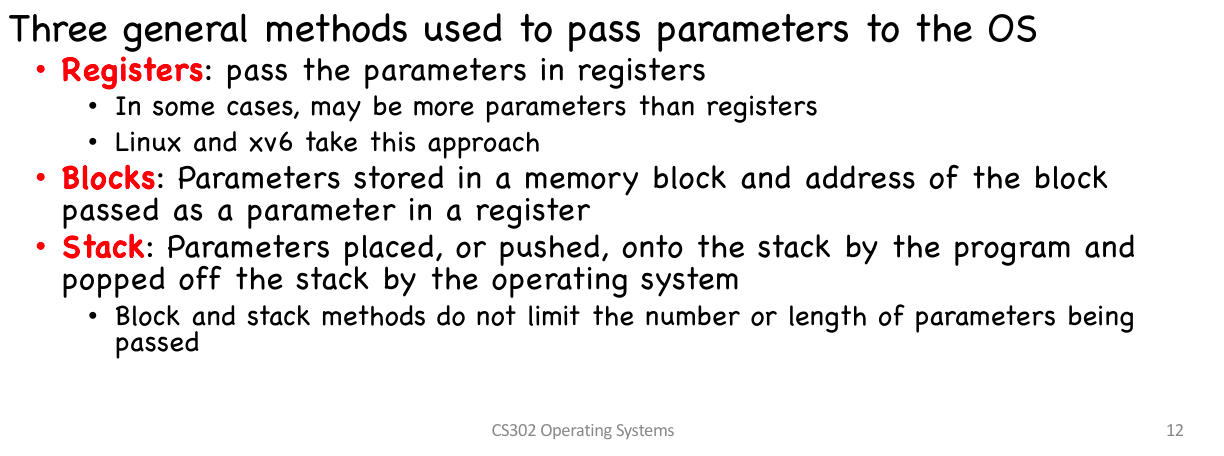 Three general methods used to pass parameters to the OS
• Registers: pass the parameters in registers
• In some cases, may be more parameters than registers
• Linux and xv6 take this approach
• Blocks: Parameters stored in a memory block and address of the block
passed as a parameter in a register
• Stack: Parameters placed, or pushed, onto the stack by the program and
popped off the stack by the operating system
• Block and stack methods do not limit the number or length of parameters being
passed
CS302 Operating Systems
12